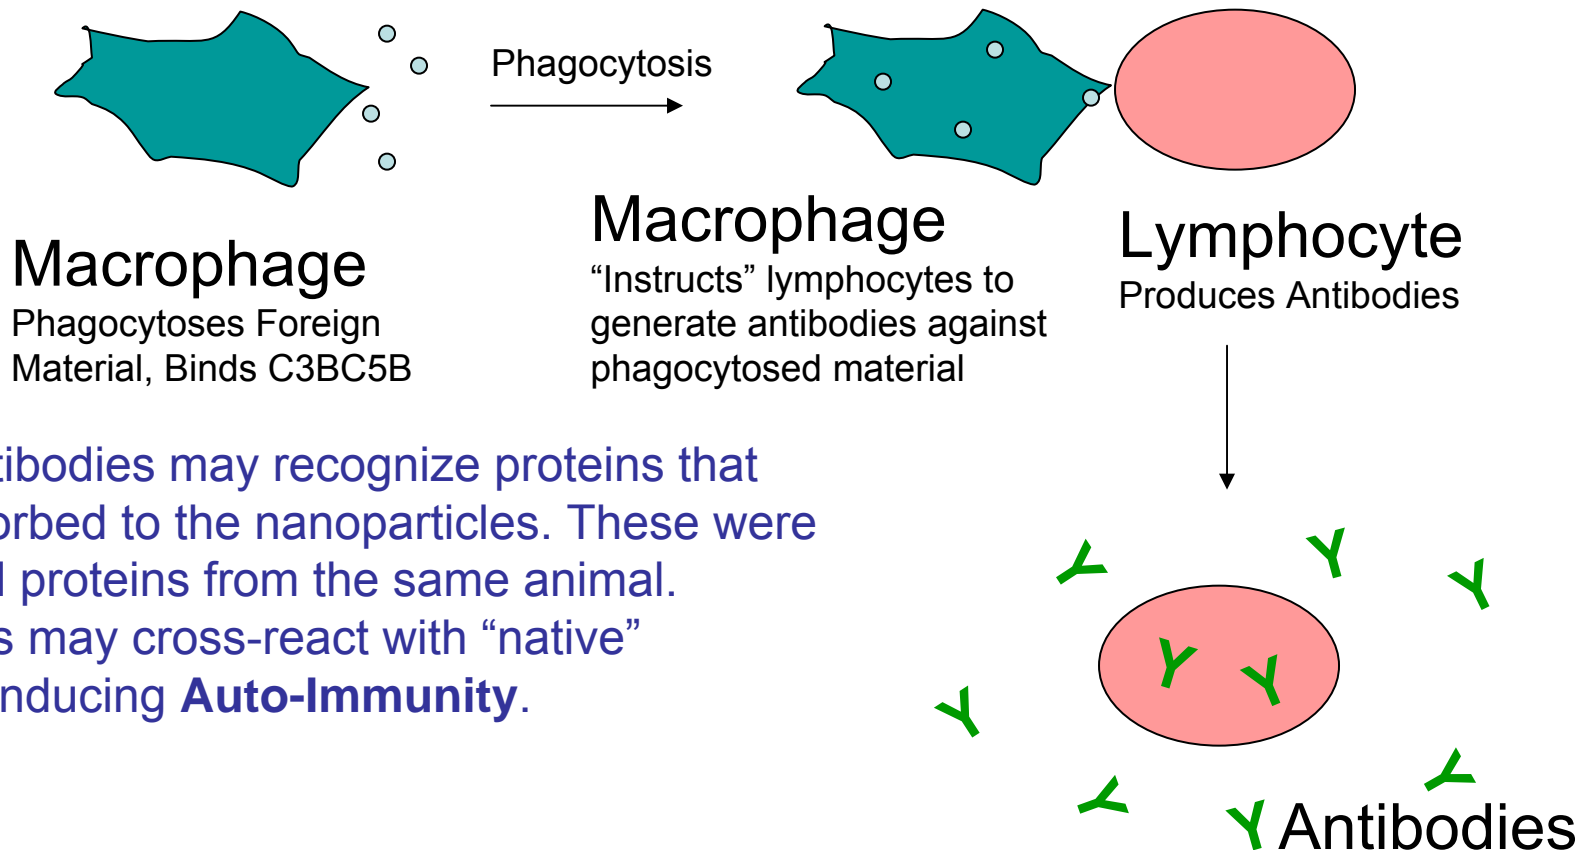 Phagocytosis
Macrophage
Phagocytoses Foreign
Material, Binds C3BC5B
Macrophage
“Instructs” lymphocytes to
generate antibodies against
phagocytosed material
Lymphocyte
Produces Antibodies
tibodies may recognize proteins that
orbed to the nanoparticles. These were
proteins from the same animal.
s may cross-react with “native”
nducing Auto-Immunity.
Antibodies